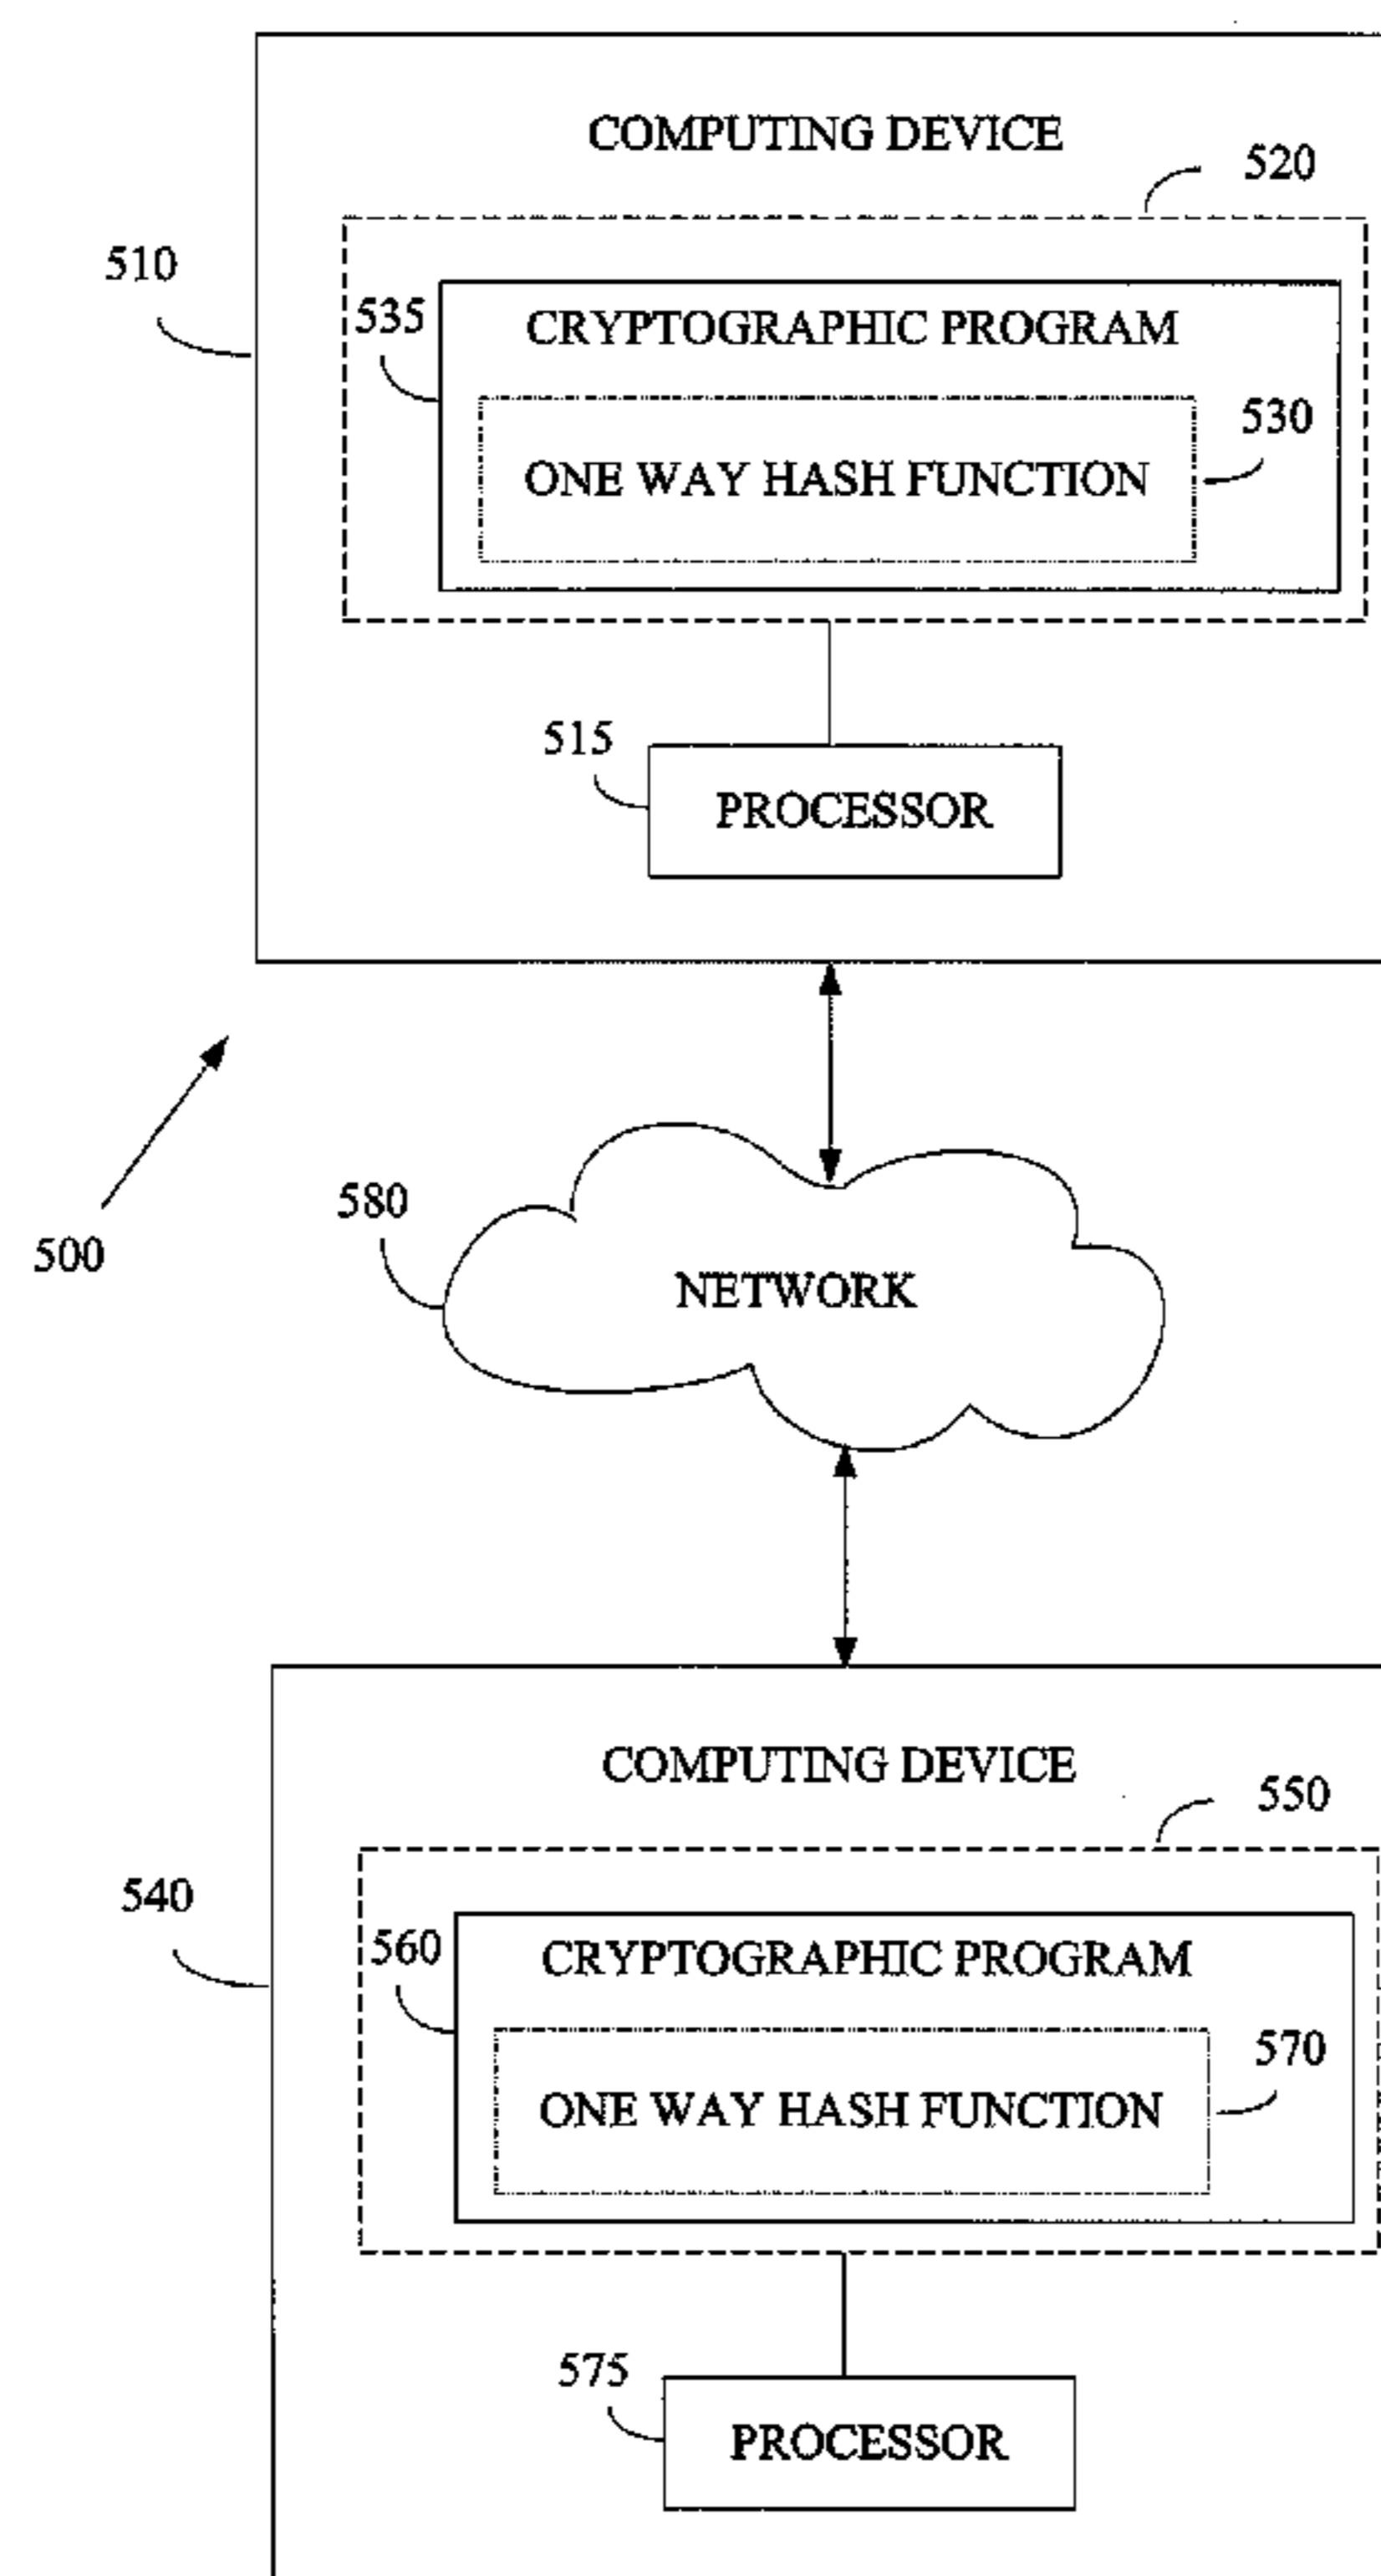 COMPUTING DEVICE
520
510
535
CRYPTOGRAPHIC PROGRAM
530
ONE WAY HASH FUNCTION
515
PROCESSOR
500
580
NETWORK
COMPUTING DEVICE
550
540
560
CRYPTOGRAPHIC PROGRAM
570
ONE WAY HASH FUNCTION
575
PROCESSOR